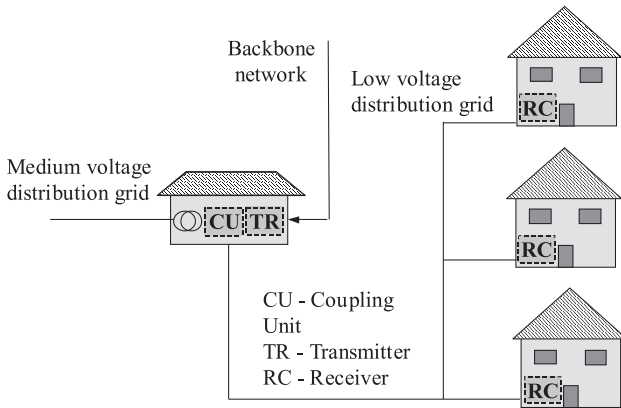 Backbone
network
Low voltage
distribution grid
RC
Medium voltage
distribution grid
CU TR
RC
CU - Coupling
Unit
TR - Transmitter
RC - Receiver
RC